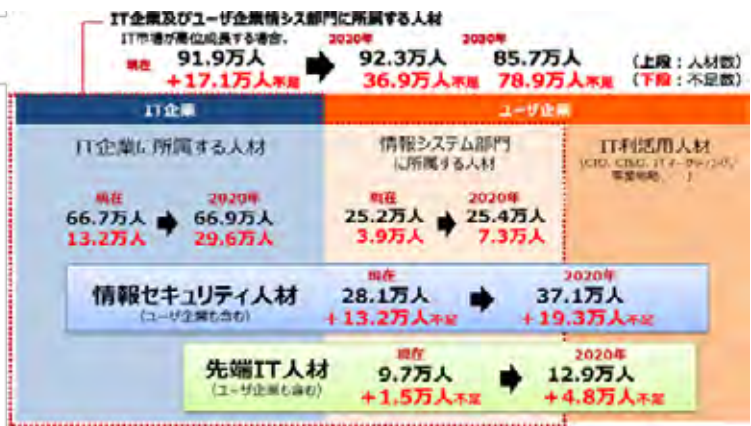 IT企業及びユーザ企業情シス部門に所属する人材
IT市場が高位成長する場合、 2020年 2030年
現在 91.9万人 92.3万人 85.7万人 (上段：人材数)
+17.1万人不足 36.9万人不足 78.9万人不足 (下段：不足数)
IT企業 ユーザ企業
IT企業に所属する人材
情報システム部門
に所属する人材
IT利活用人材
現在 2020年
66.7万人 66.9万人
13.2万人 29.6万人
現在 2020年
25.2万人 25.4万人
3.9万人 7.3万人
情報セキュリティ人材
(ユーザ企業も含む)
現在 2020年
28.1万人 37.1万人
+13.2万人不足 +19.3万人不足
先端IT人材
(ユーザ企業も含む)
現在 2020年
9.7万人 12.9万人
+1.5万人不足 +4.8万人不足